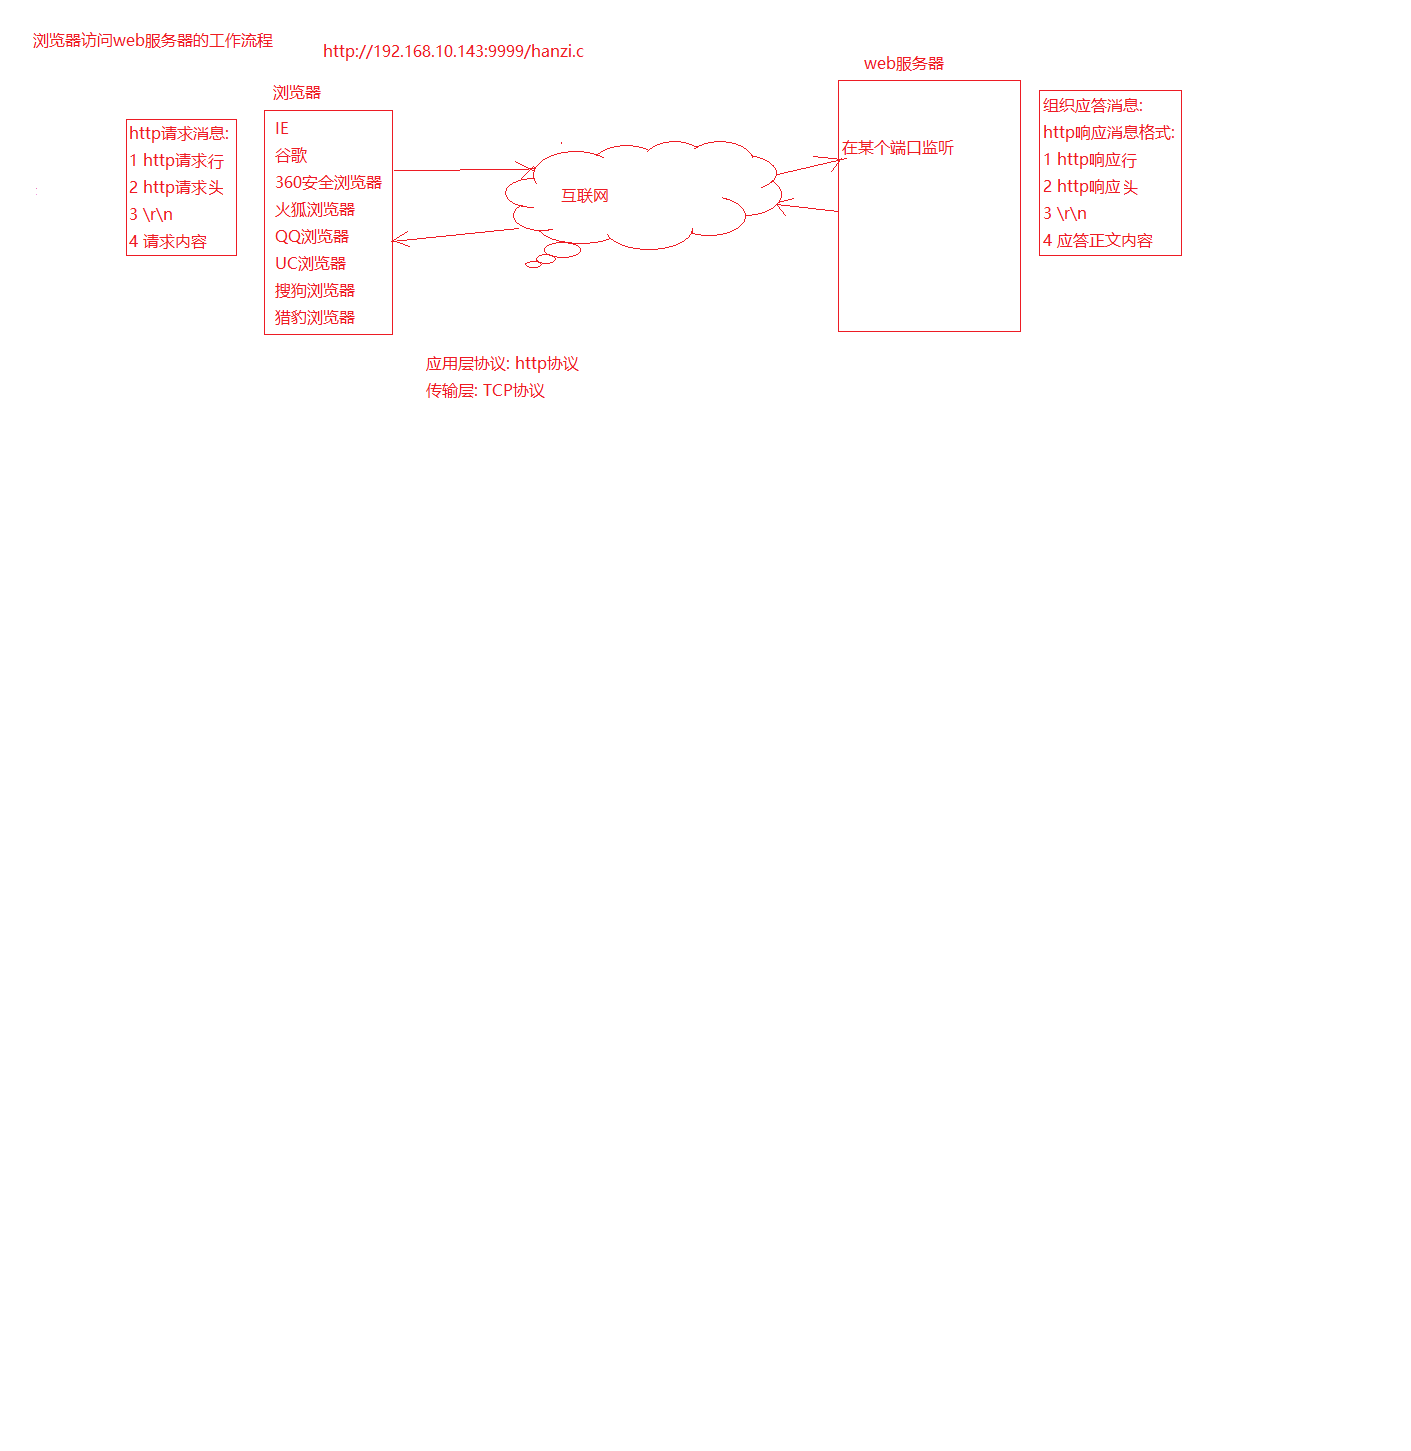 浏览器访问web服务器的工作流程
http://192.168.10.143:9999/hanzi.c
web服务器
浏览器
http请求消息:
1 http请求行
2 http请求头
3 \r\n
4 请求内容
IE
谷歌
360安全浏览器
火狐浏览器
QQ浏览器
UC浏览器
搜狗浏览器
猎豹浏览器
互联网
在某个端口监听
组织应答消息:
http响应消息格式:
1 http响应行
2 http响应头
3 \r\n
4 应答正文内容
应用层协议: http协议
传输层: TCP协议